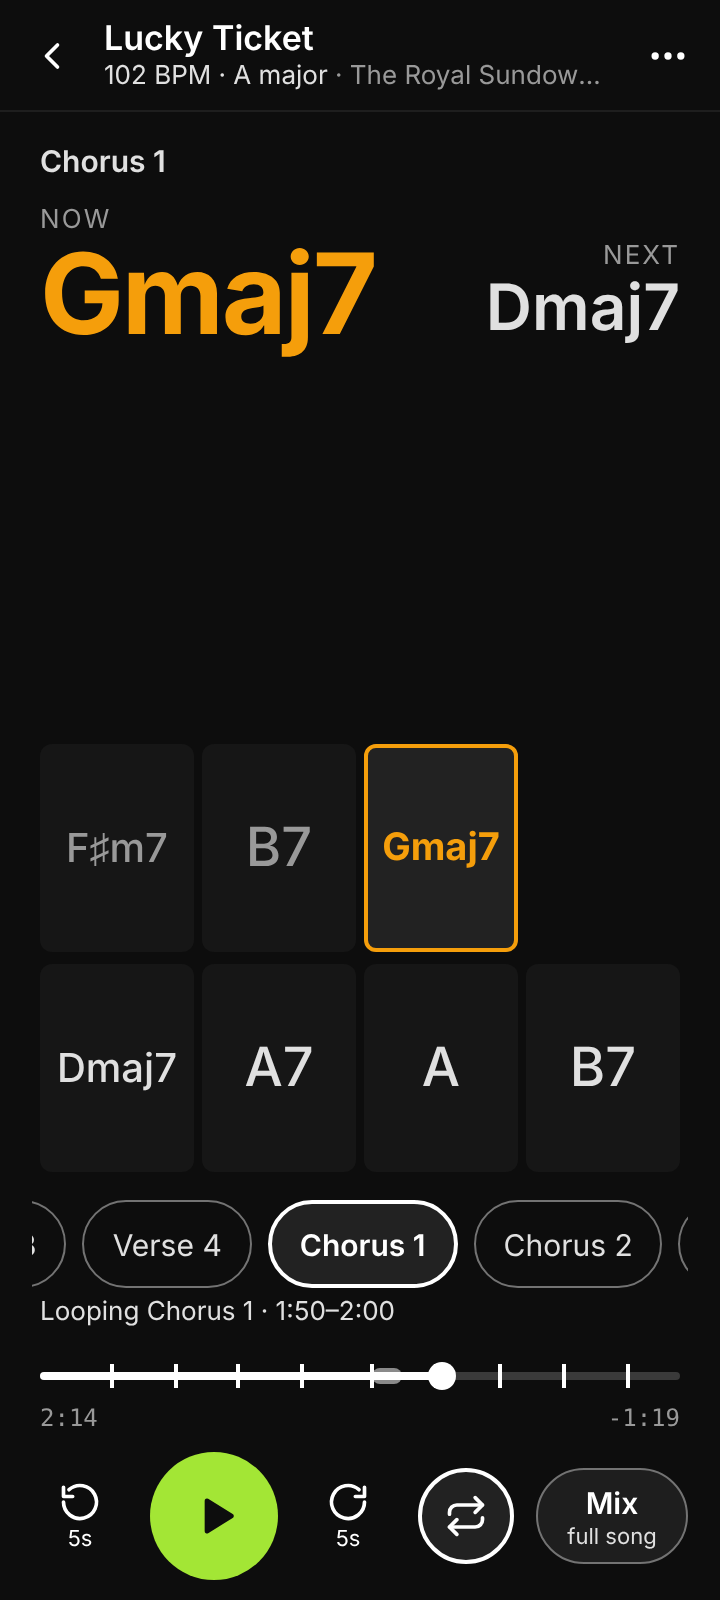 Lucky Ticket
102 BPM · A major · The Royal Sundow...
Chorus 1
NOW
Gmaj7
NEXT
Dmaj7
F♯m7 B7 Gmaj7
Dmaj7 A7 A B7
Verse 4 Chorus 1 Chorus 2
Looping Chorus 1 · 1:50–2:00
2:14 -1:19
5s 5s Mix
full song